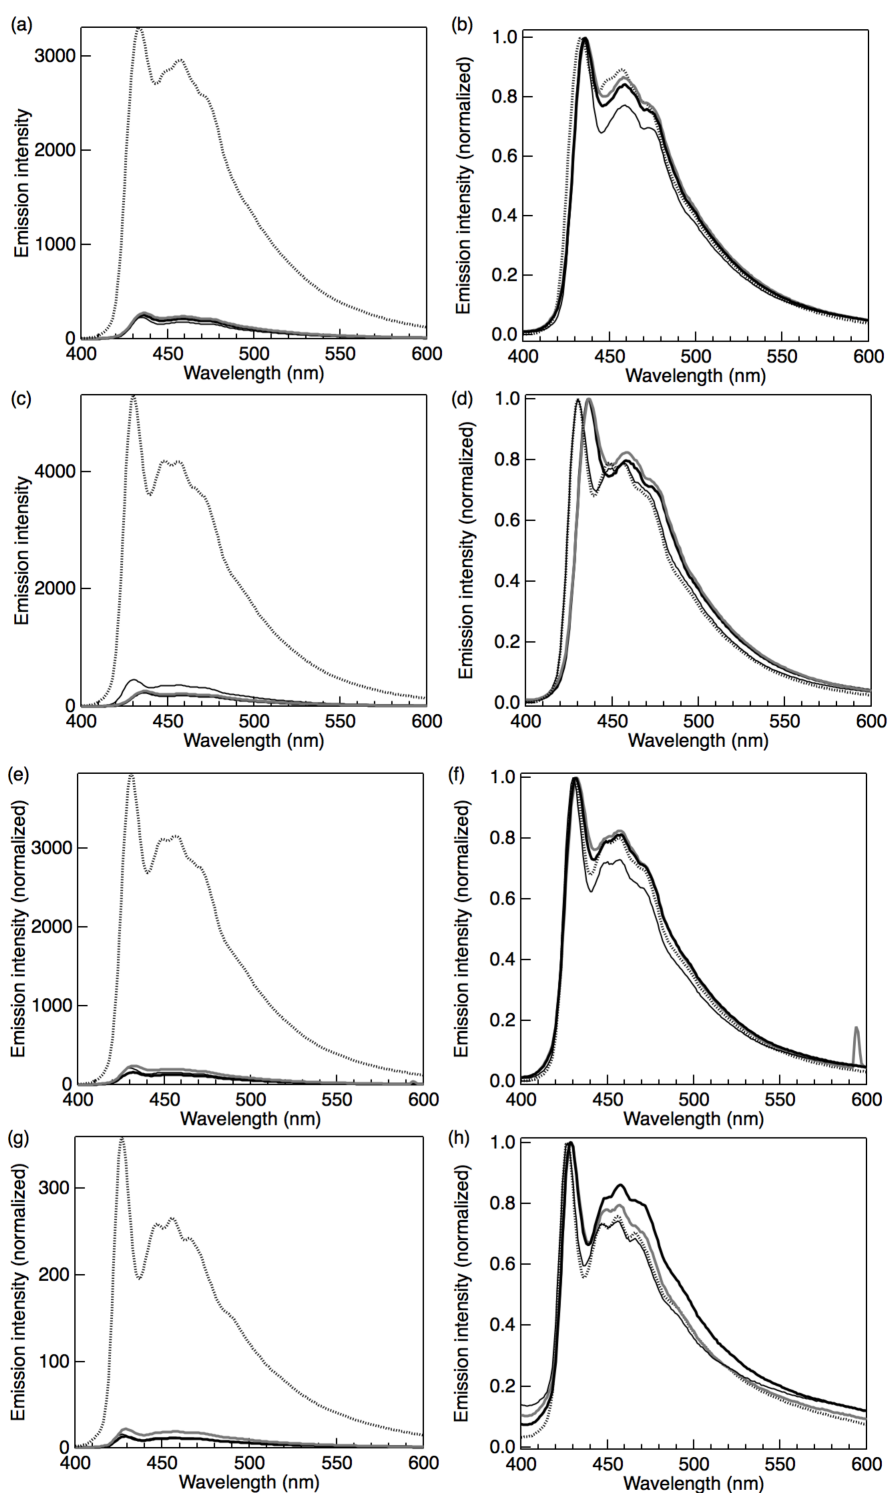 (a)
Emission intensity
3000
2000
1000
0
400 450 500 550 600
Wavelength (nm)
(b)
Emission intensity (normalized)
1.0
0.8
0.6
0.4
0.2
0.0
400 450 500 550 600
Wavelength (nm)
(c)
Emission intensity
4000
2000
0
400 450 500 550 600
Wavelength (nm)
(d)
Emission intensity (normalized)
1.0
0.8
0.6
0.4
0.2
0.0
400 450 500 550 600
Wavelength (nm)
(e)
Emission intensity (normalized)
3000
2000
1000
0
400 450 500 550 600
Wavelength (nm)
(f)
Emission intensity (normalized)
1.0
0.8
0.6
0.4
0.2
0.0
400 450 500 550 600
Wavelength (nm)
(g)
Emission intensity (normalized)
300
200
100
0
400 450 500 550 600
Wavelength (nm)
(h)
Emission intensity (normalized)
1.0
0.8
0.6
0.4
0.2
0.0
400 450 500 550 600
Wavelength (nm)